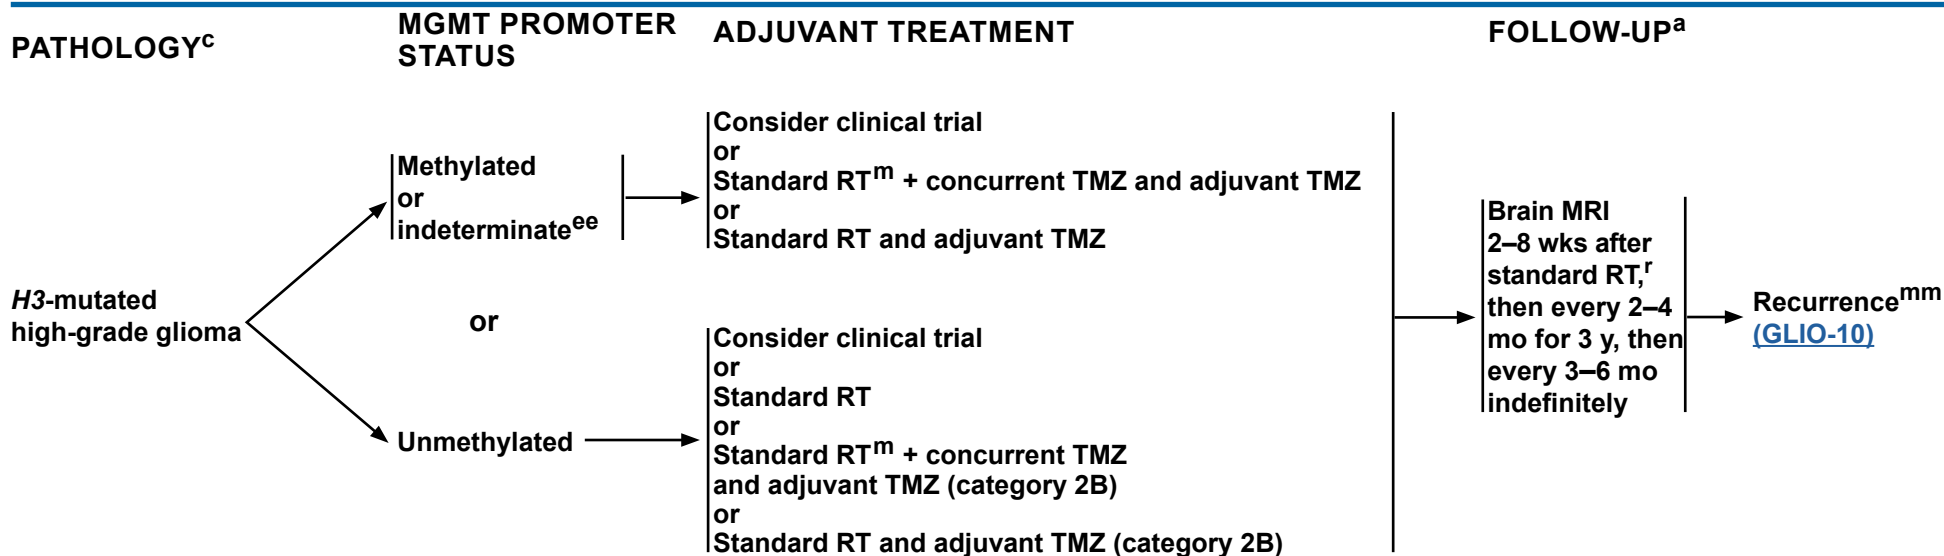 PATHOLOGYc
MGMT PROMOTER
STATUS
ADJUVANT TREATMENT
FOLLOW-UPa
H3-mutated
high-grade glioma
Methylated
or
indeterminateee
or
Unmethylated
Consider clinical trial
or
Standard RTm + concurrent TMZ and adjuvant TMZ
or
Standard RT and adjuvant TMZ
Consider clinical trial
or
Standard RT
or
Standard RTm + concurrent TMZ
and adjuvant TMZ (category 2B)
or
Standard RT and adjuvant TMZ (category 2B)
Brain MRI
2–8 wks after
standard RT,r
then every 2–4
mo for 3 y, then
every 3–6 mo
indefinitely
Recurrencemm
(GLIO-10)